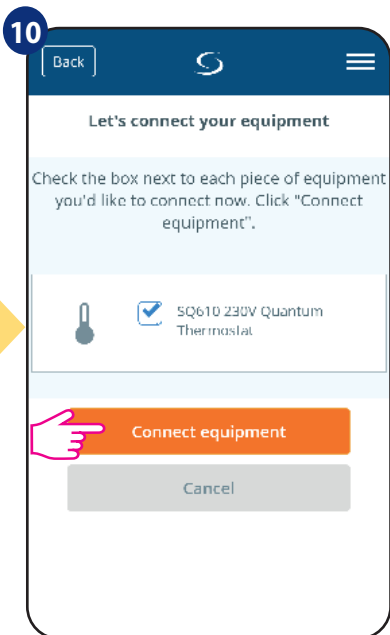 10
Back
Let's connect your equipment
Check the box next to each piece of equipment
you'd like to connect now. Click "Connect
equipment".
SQ610 230V Quantum
Thermostat
Connect equipment
Cancel